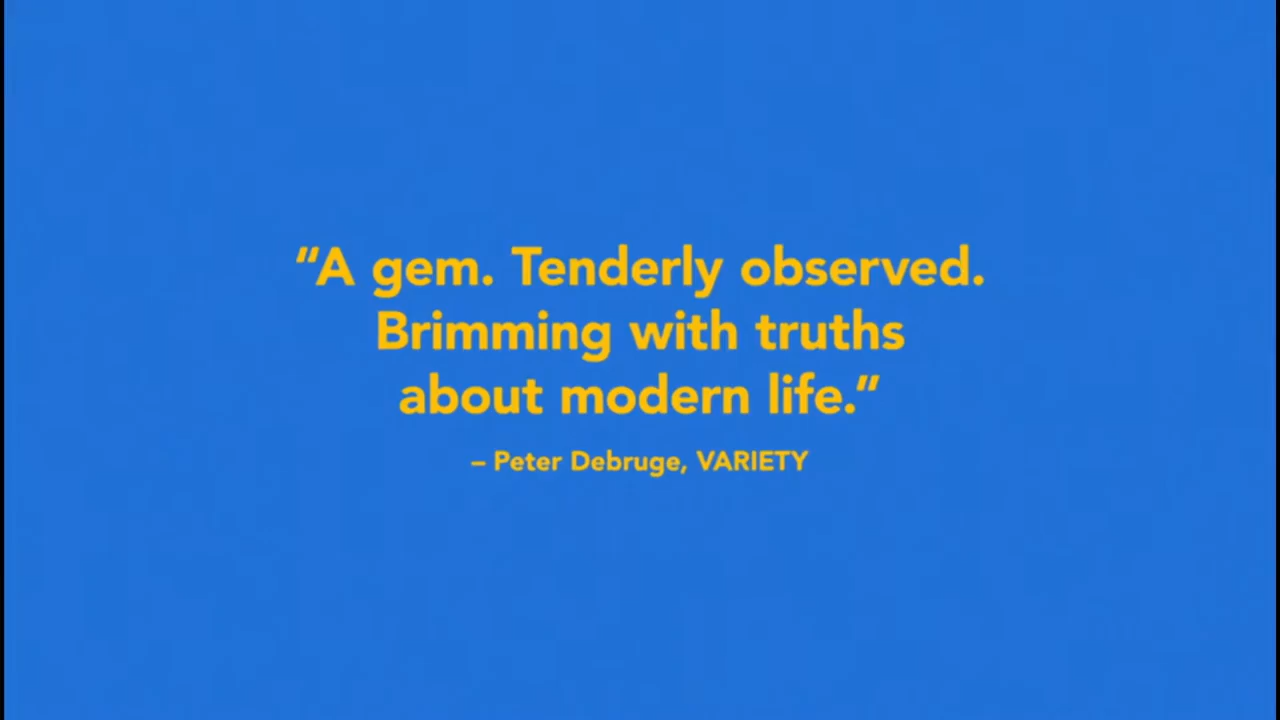 “A gem. Tenderly observed.
Brimming with truths
about modern life.”
– Peter Debruge, VARIETY